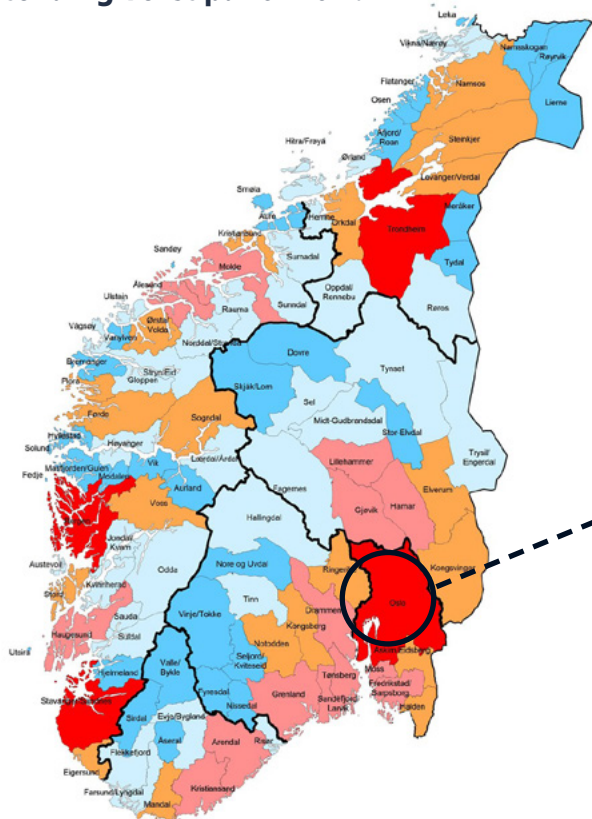 Leka
Vikna/Nærøy
Namsskogan
Røyrvik
Flatanger
Namsos
Osen
Lierne
Åfjord/
Roan
Steinkjer
Hitra/Frøya
Ørland
Levanger/Verdal
Smøla
Meråker
Aure
Hemne
Orkdal
Trondheim
Kristiansund
Sandøy
Surnadal
Tydal
Molde
Ålesund
Oppdal/
Rennebu
Røros
Ulstein
Rauma
Sunndal
Ørsta/
Volda
Vågsøy
Vanylven
Norddal/Stranda
Dovre
Bremanger
Stryn/Eid
Gloppen
Tynset
Skjåk/Lom
Flora
Sel
Førde
Sogndal
Midt-Gudbrandsdal
Stor-Elvdal
Hyllestad
Solund
Høyanger
Trysil/
Engerdal
Vik
Lærdal/Årdal
Lillehammer
Fedje
Masfjorden/Gulen
Modalen
Aurland
Elverum
Fagernes
Voss
Gjøvik
Hamar
Hallingdal
Jondal/
Kvam
Austevoll
Odda
Nore og Uvdal
Ringerike
Kongsvinger
Stord
Kvinnherad
Tinn
Oslo
Vinje/Tokke
Drammen
Sauda
Kongsberg
Haugesund
Suldal
Notodden
Utsira
Seljord/
Kviteseid
Valle/
Bykle
Hjelmeland
Moss
Tønsberg
Fredrikstad/
Sarpsborg
Fyresdal
Grenland
Sandefjord/
Larvik
Stavanger/Sandnes
Nissedal
Halden
Sirdal
Evje/Bygland
Åseral
Arendal
Risør
Flekkefjord
Eigersund
Kristiansand
Farsund/Lyngdal
Mandal